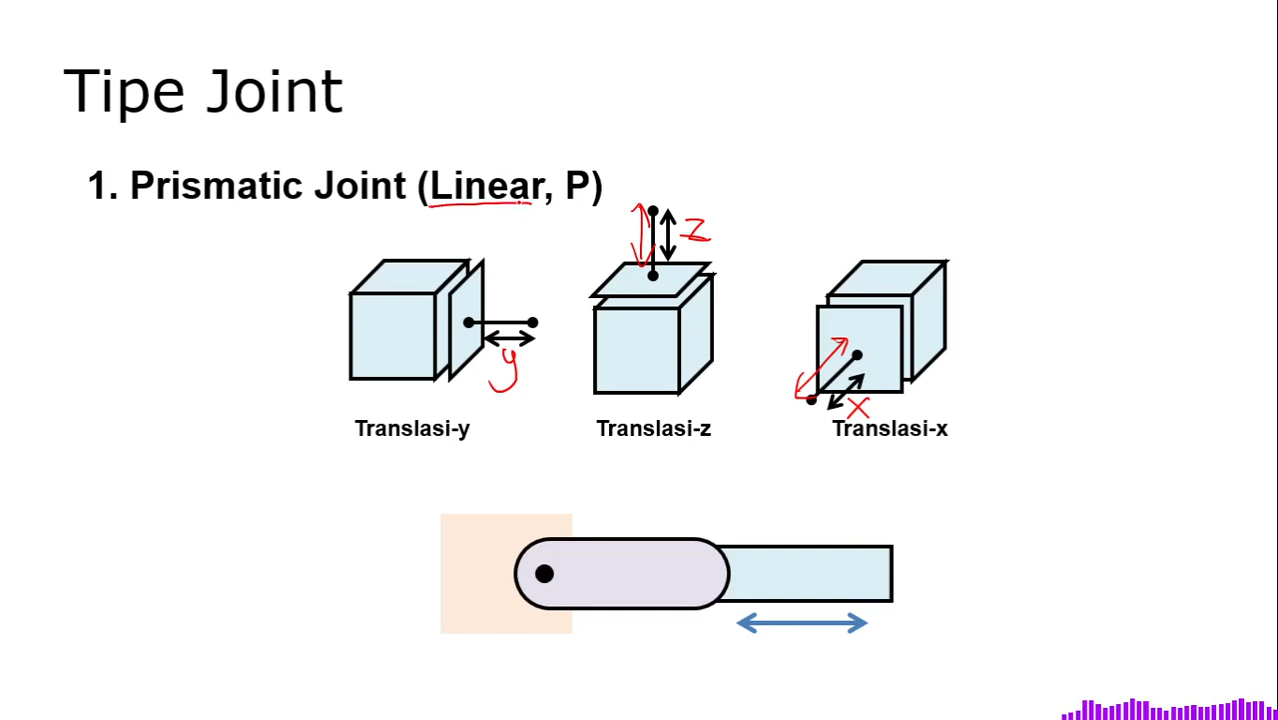 Tipe Joint
1. Prismatic Joint (Linear, P)
z
y
x
Translasi-y
Translasi-z
Translasi-x